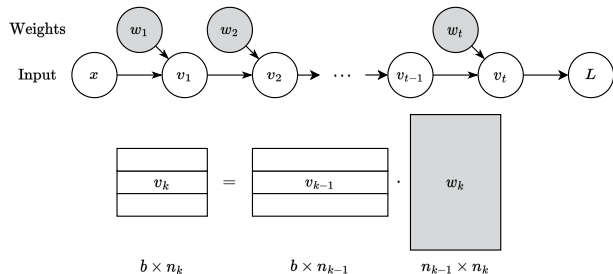 Weights w₁ w₂ wₜ
Input x v₁ v₂ ⋯ vₜ₋₁ vₜ L
vₖ = vₖ₋₁ · wₖ
b × nₖ b × nₖ₋₁ nₖ₋₁ × nₖ